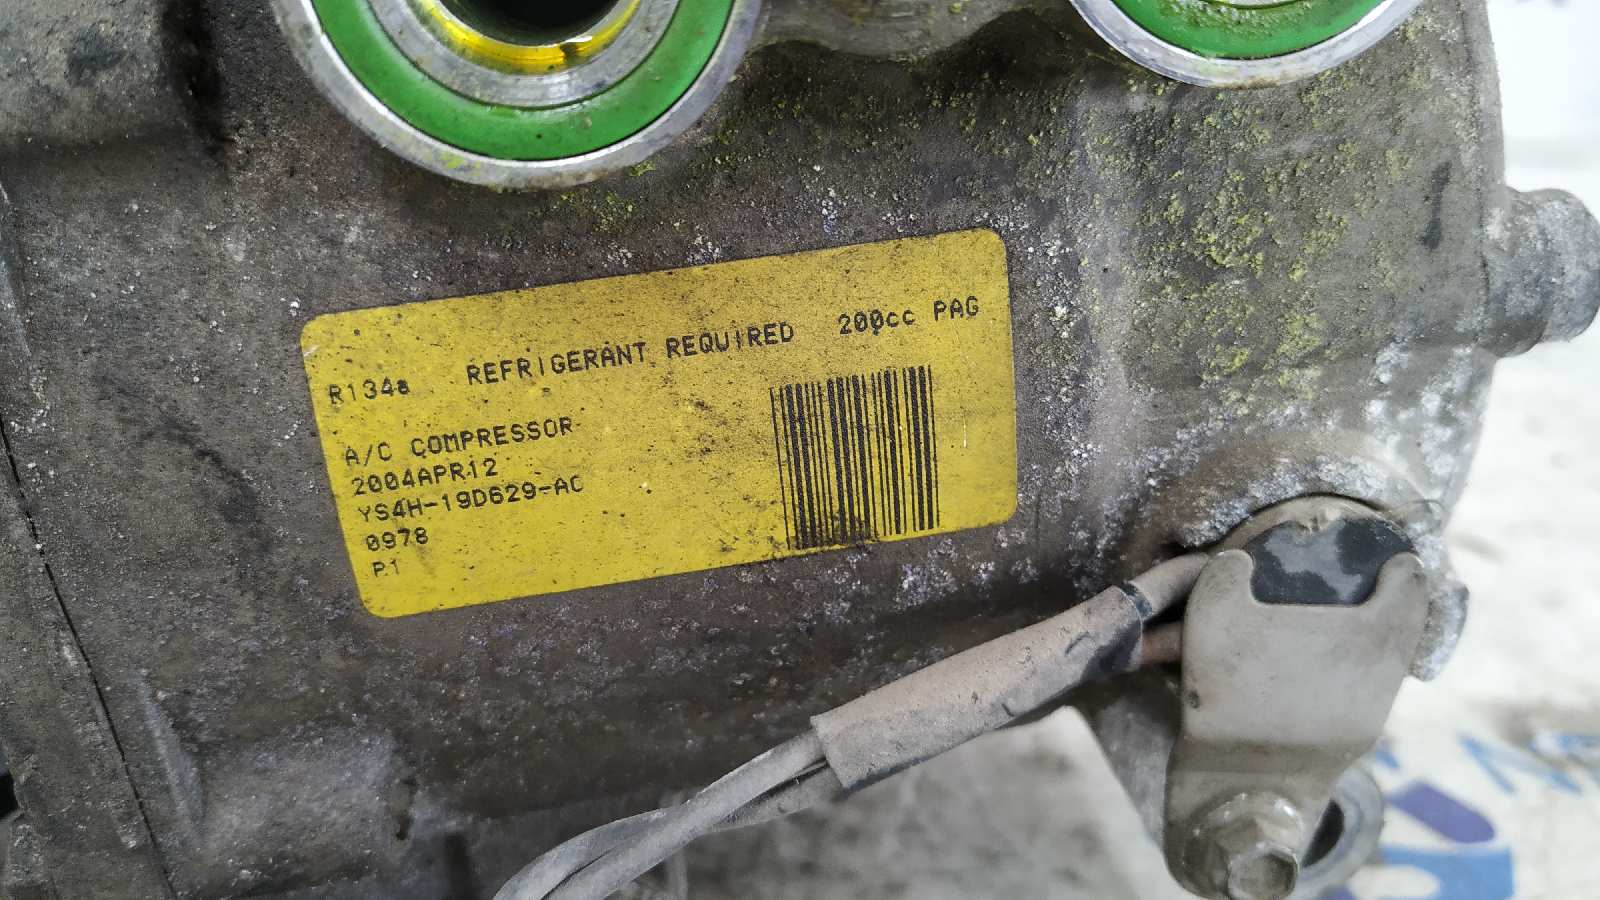 R134a REFRIGERANT REQUIRED 200cc PAG
A/C COMPRESSOR
2004APR12
YS4H-19D629-AC
0978
P1